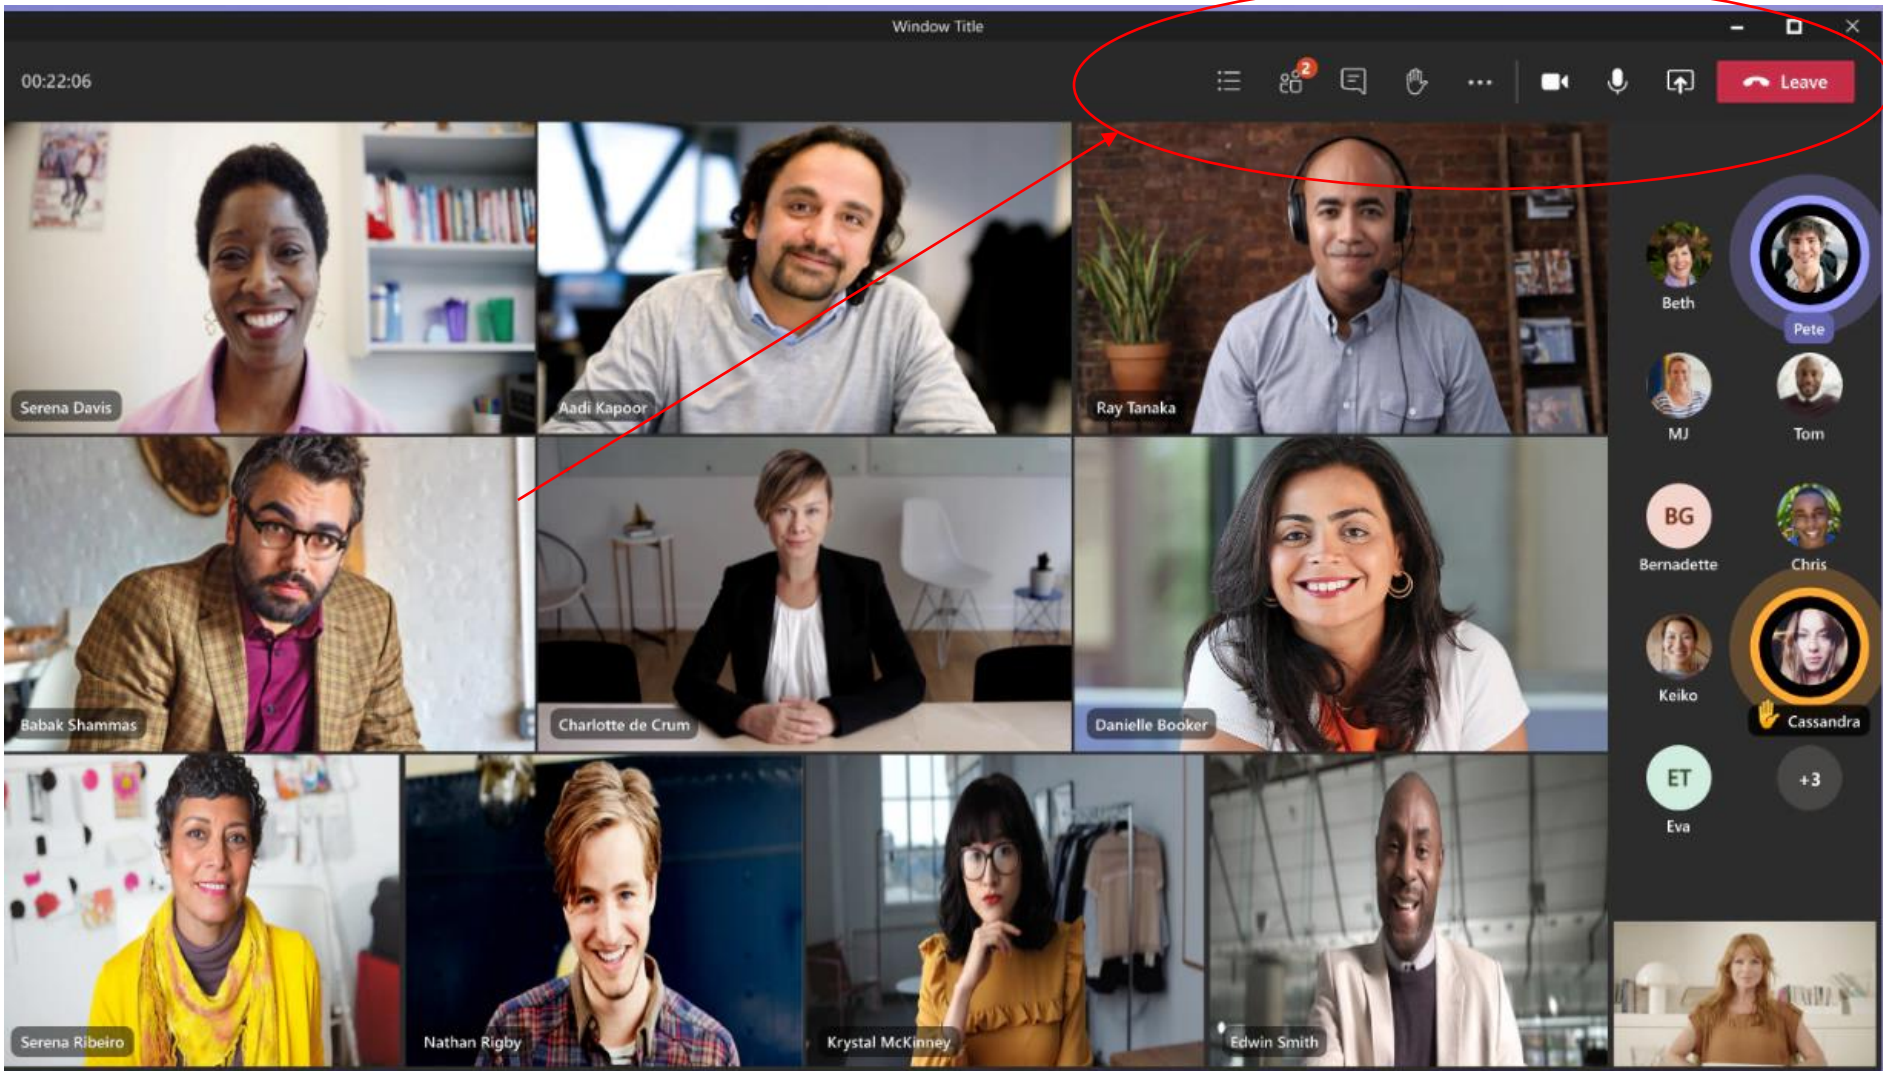 Window Title
00:22:06
2
Leave
Serena Davis
Aadi Kapoor
Ray Tanaka
Beth
Pete
MJ
Tom
Babak Shammas
Charlotte de Crum
Danielle Booker
BG
Bernadette
Chris
Keiko
Cassandra
ET
Eva
+3
Serena Ribeiro
Nathan Rigby
Krystal McKinney
Edwin Smith